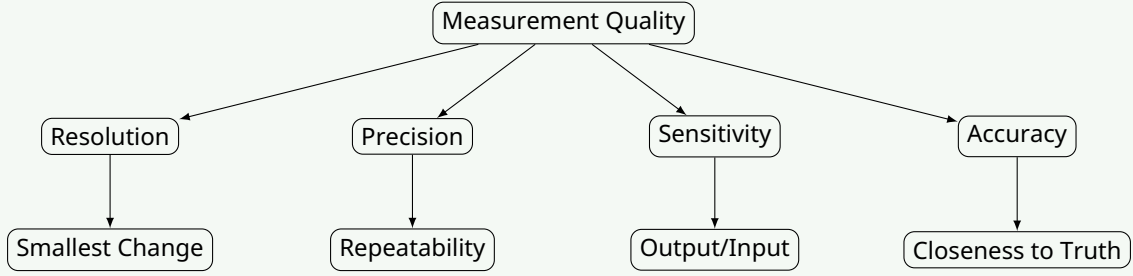 Measurement Quality
Resolution
Precision
Sensitivity
Accuracy
Smallest Change
Repeatability
Output/Input
Closeness to Truth